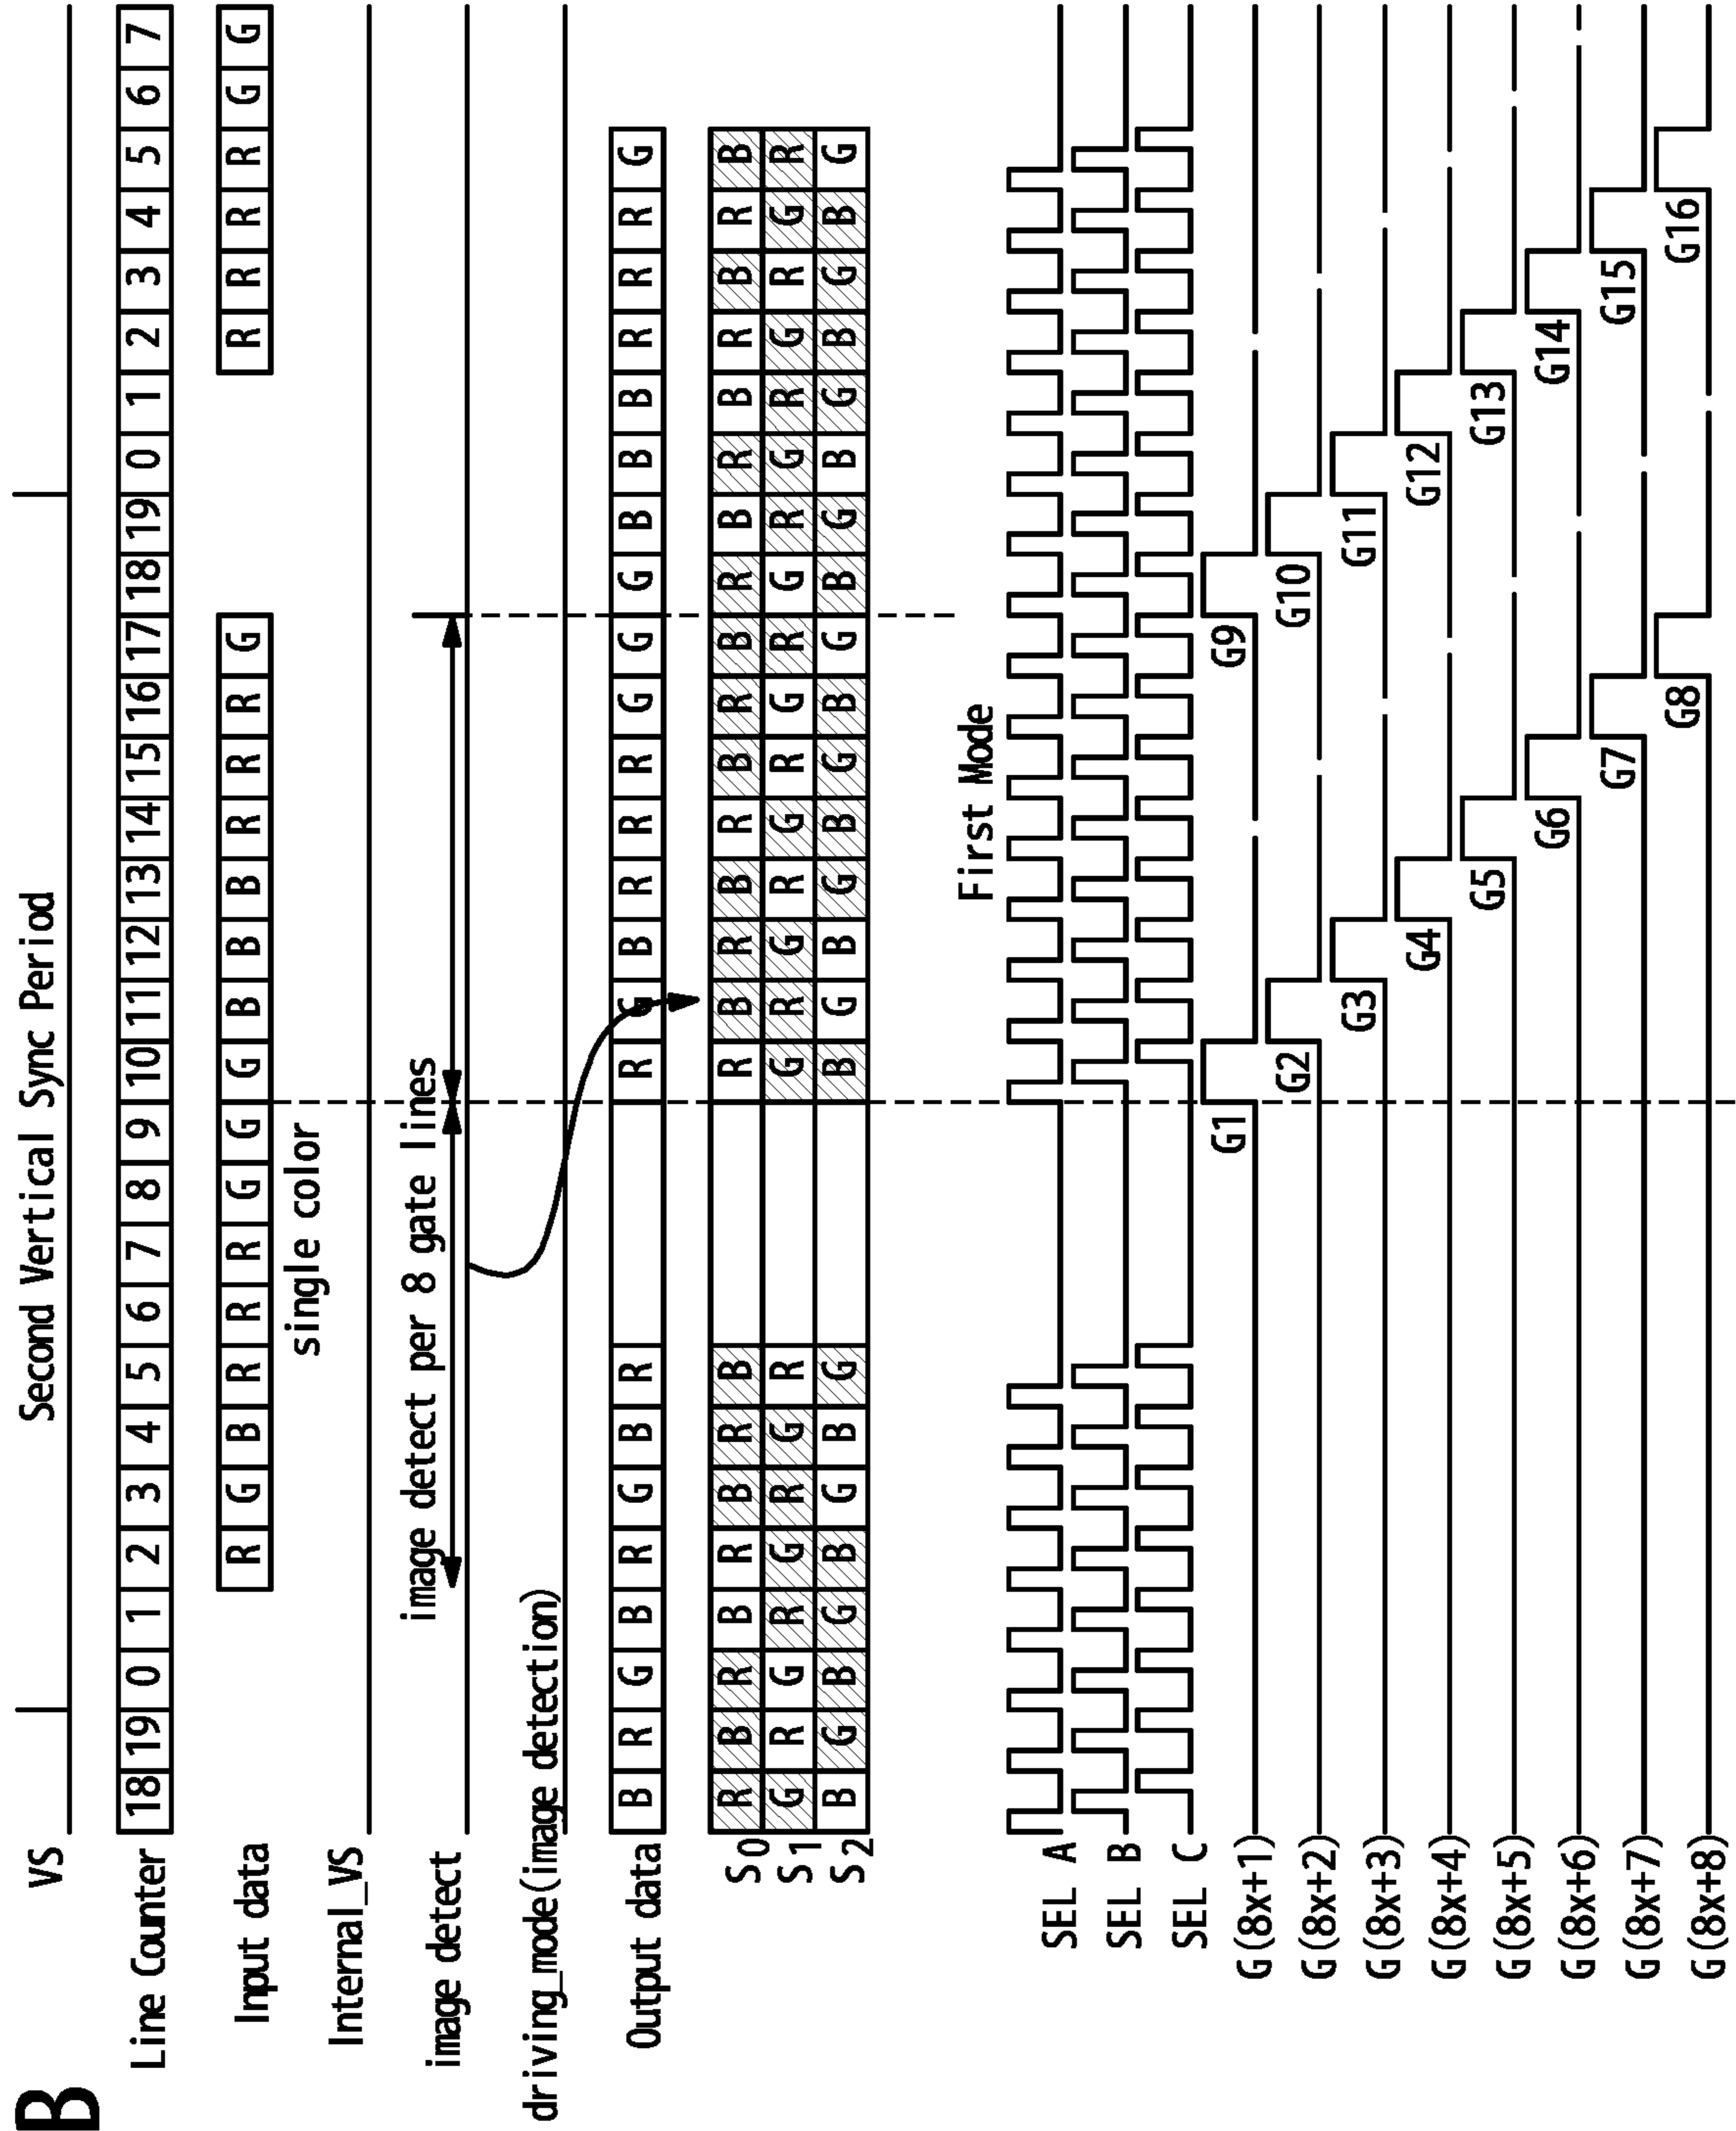 B
Second Vertical Sync Period
VS
Line Counter 18 19 0 1 2 3 4 5 6 7 8 9 10 11 12 13 14 15 16 17 18 19 0 1 2 3 4 5 6 7
Input data R G B R R R G G G B B B R R R G R R R R G G
single color
Internal_VS
image detect per 8 gate lines
image detect
driving_mode(image detection)
Output data B R G B R G B R R G B R R R G G G B B B R R R G
S0 R B R B R B R B R B R B R B R B R B R B R B R B
S1 G R G R G R G R G R G R G R G R G R G R G R G R
S2 B G B G B G B G B G B G B G B G B G B G B G B G
First Mode
SEL A
SEL B
SEL C
G(8x+1) G1 G9
G(8x+2) G2 G10
G(8x+3) G3 G11
G(8x+4) G4 G12
G(8x+5) G5 G13
G(8x+6) G6 G14
G(8x+7) G7 G15
G(8x+8) G8 G16